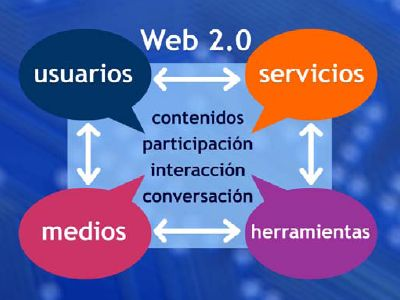 Web 2.0
usuarios
servicios
contenidos
participación
interacción
conversación
medios
herramientas